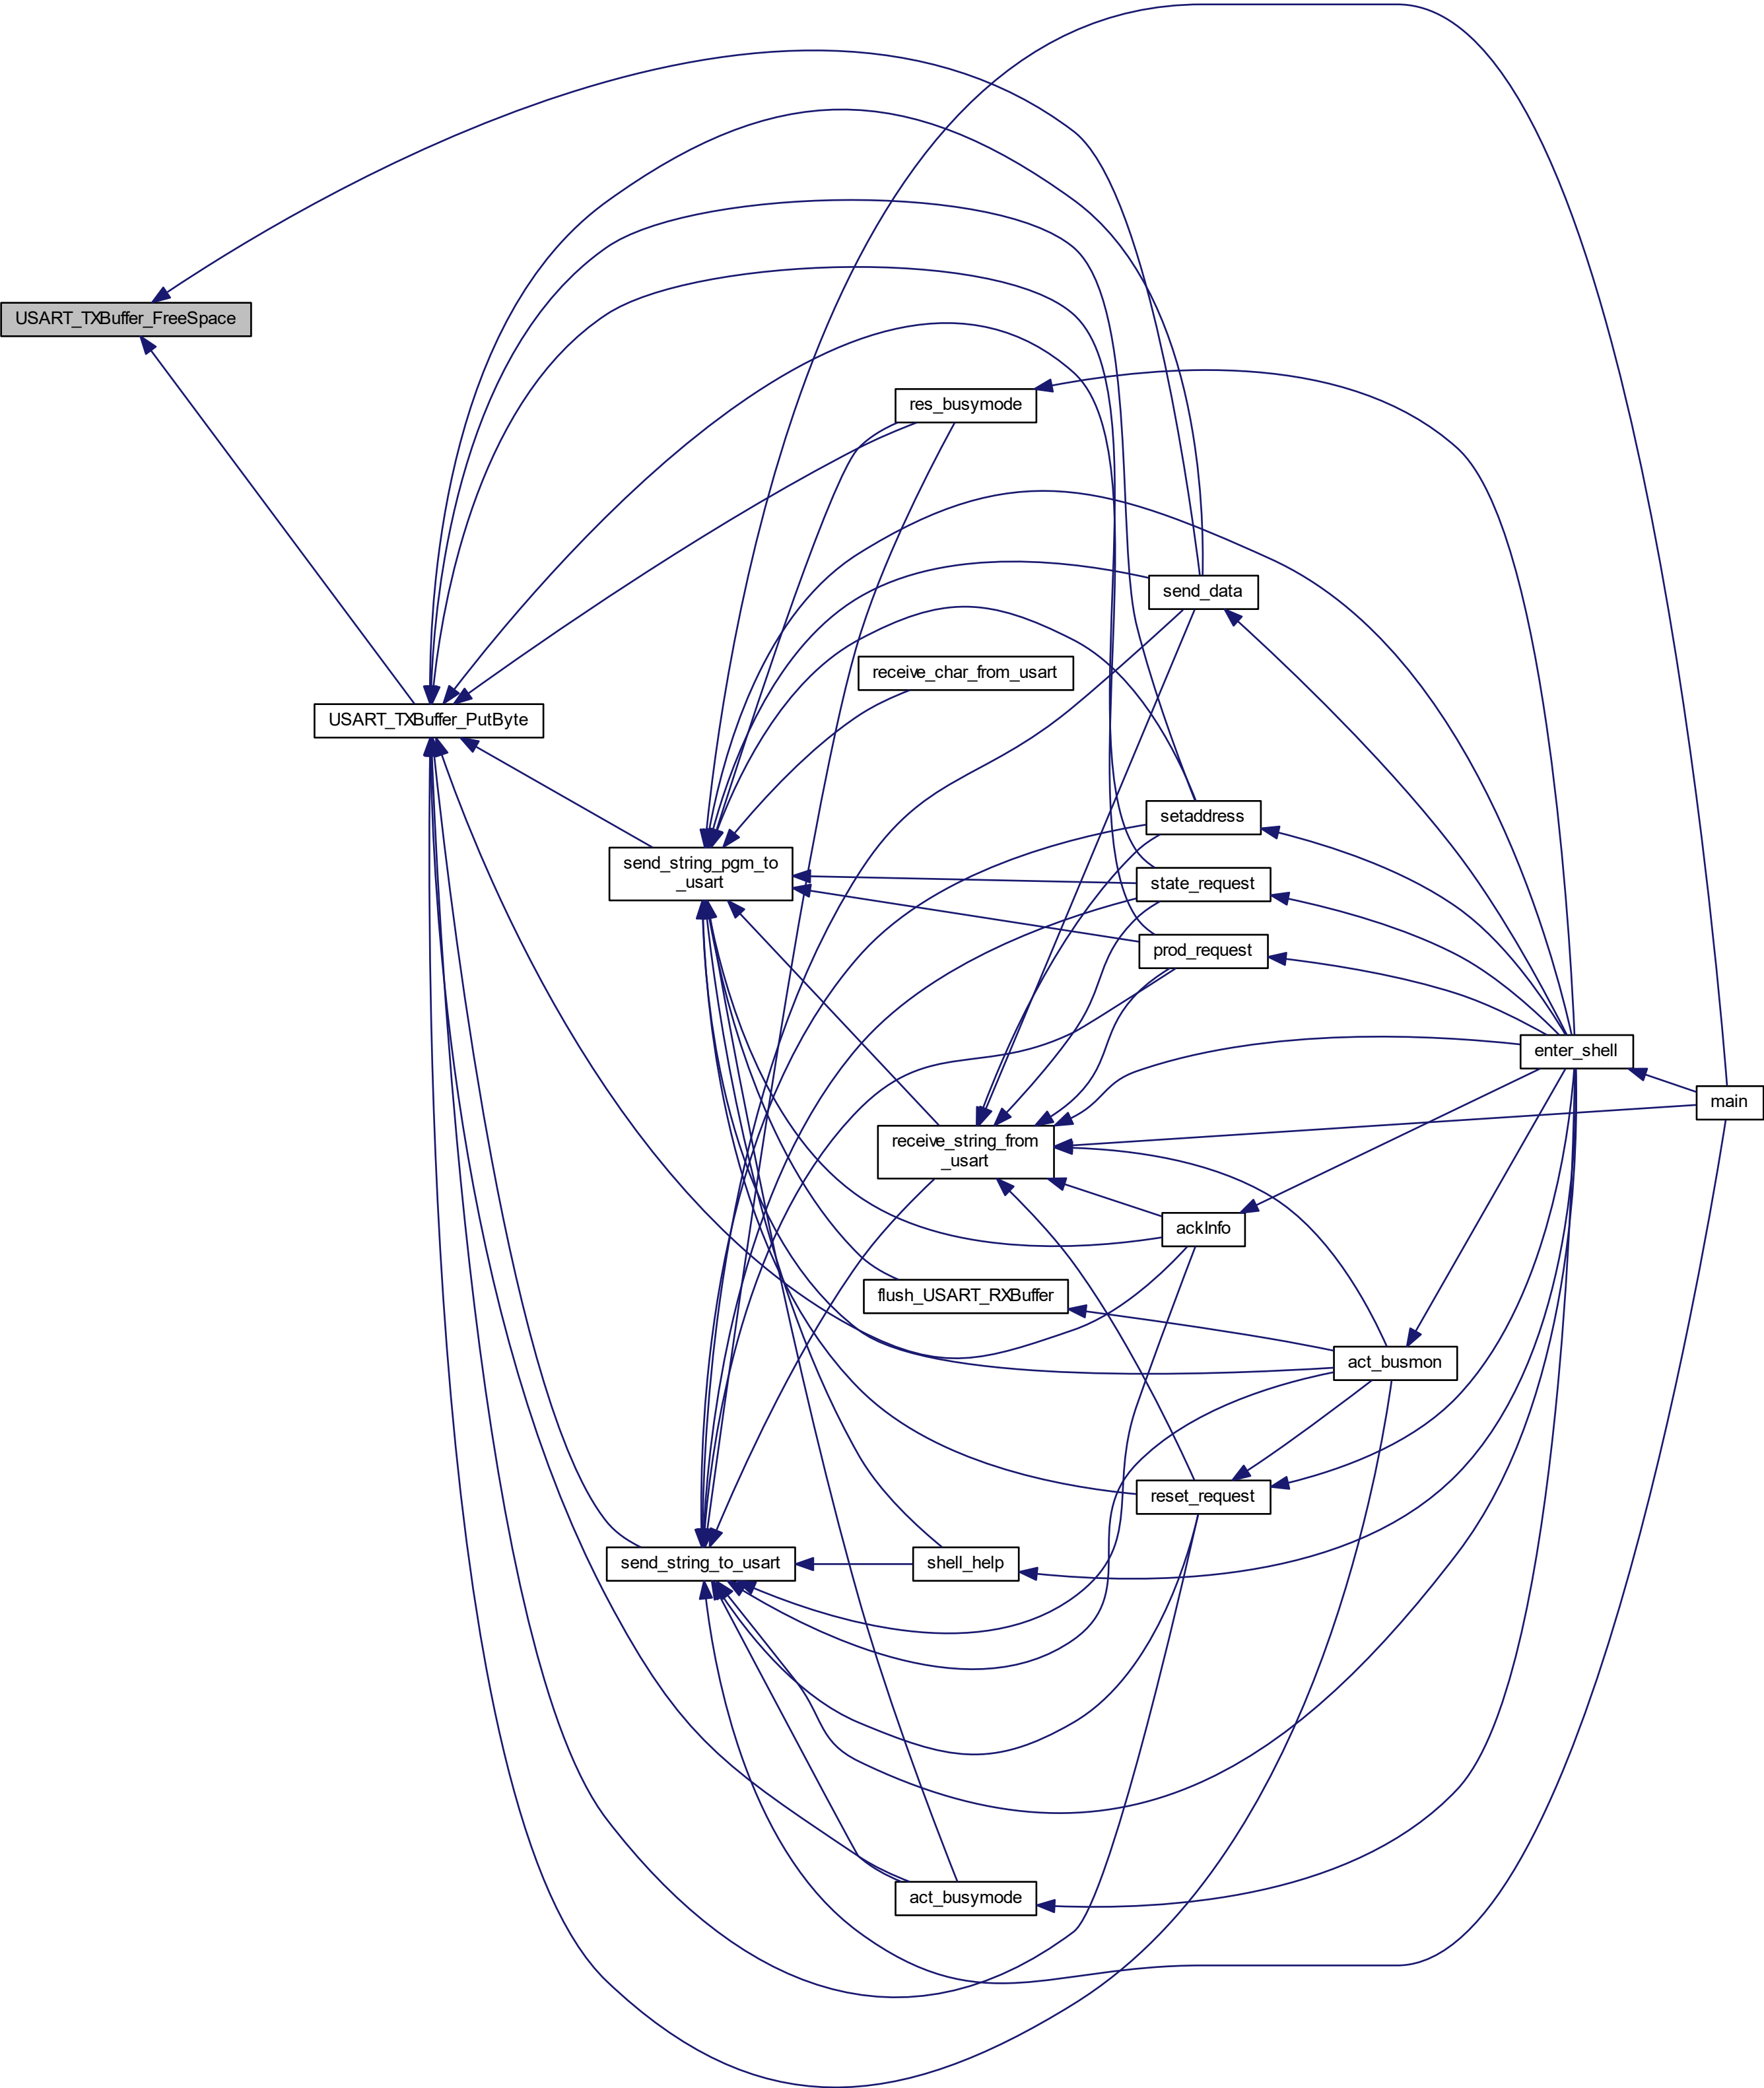 USART_TXBuffer_FreeSpace
res_busymode
send_data
receive_char_from_usart
USART_TXBuffer_PutByte
setaddress
send_string_pgm_to
_usart
state_request
prod_request
enter_shell
main
receive_string_from
_usart
ackInfo
flush_USART_RXBuffer
act_busmon
reset_request
send_string_to_usart
shell_help
act_busymode